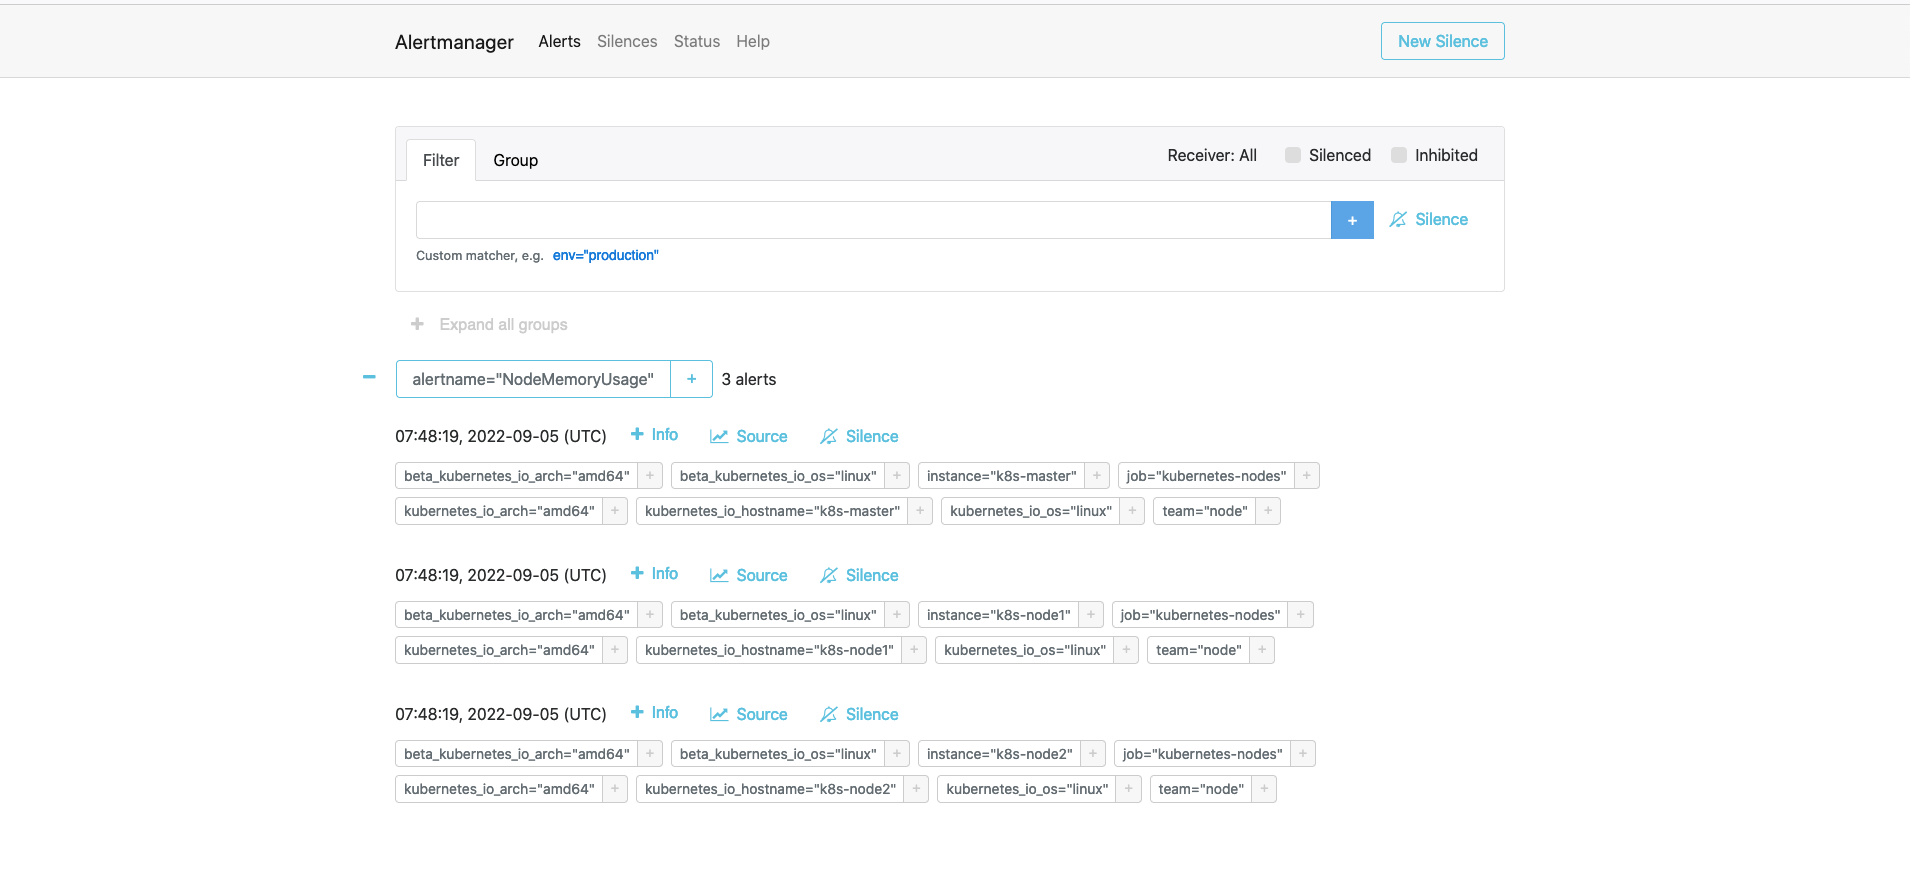 Alertmanager Alerts Silences Status Help New Silence
Filter Group Receiver: All Silenced Inhibited
+ Silence
Custom matcher, e.g. env="production"
+ Expand all groups
− alertname="NodeMemoryUsage" + 3 alerts
07:48:19, 2022-09-05 (UTC) + Info Source Silence
beta_kubernetes_io_arch="amd64" + beta_kubernetes_io_os="linux" + instance="k8s-master" + job="kubernetes-nodes" +
kubernetes_io_arch="amd64" + kubernetes_io_hostname="k8s-master" + kubernetes_io_os="linux" + team="node" +
07:48:19, 2022-09-05 (UTC) + Info Source Silence
beta_kubernetes_io_arch="amd64" + beta_kubernetes_io_os="linux" + instance="k8s-node1" + job="kubernetes-nodes" +
kubernetes_io_arch="amd64" + kubernetes_io_hostname="k8s-node1" + kubernetes_io_os="linux" + team="node" +
07:48:19, 2022-09-05 (UTC) + Info Source Silence
beta_kubernetes_io_arch="amd64" + beta_kubernetes_io_os="linux" + instance="k8s-node2" + job="kubernetes-nodes" +
kubernetes_io_arch="amd64" + kubernetes_io_hostname="k8s-node2" + kubernetes_io_os="linux" + team="node" +